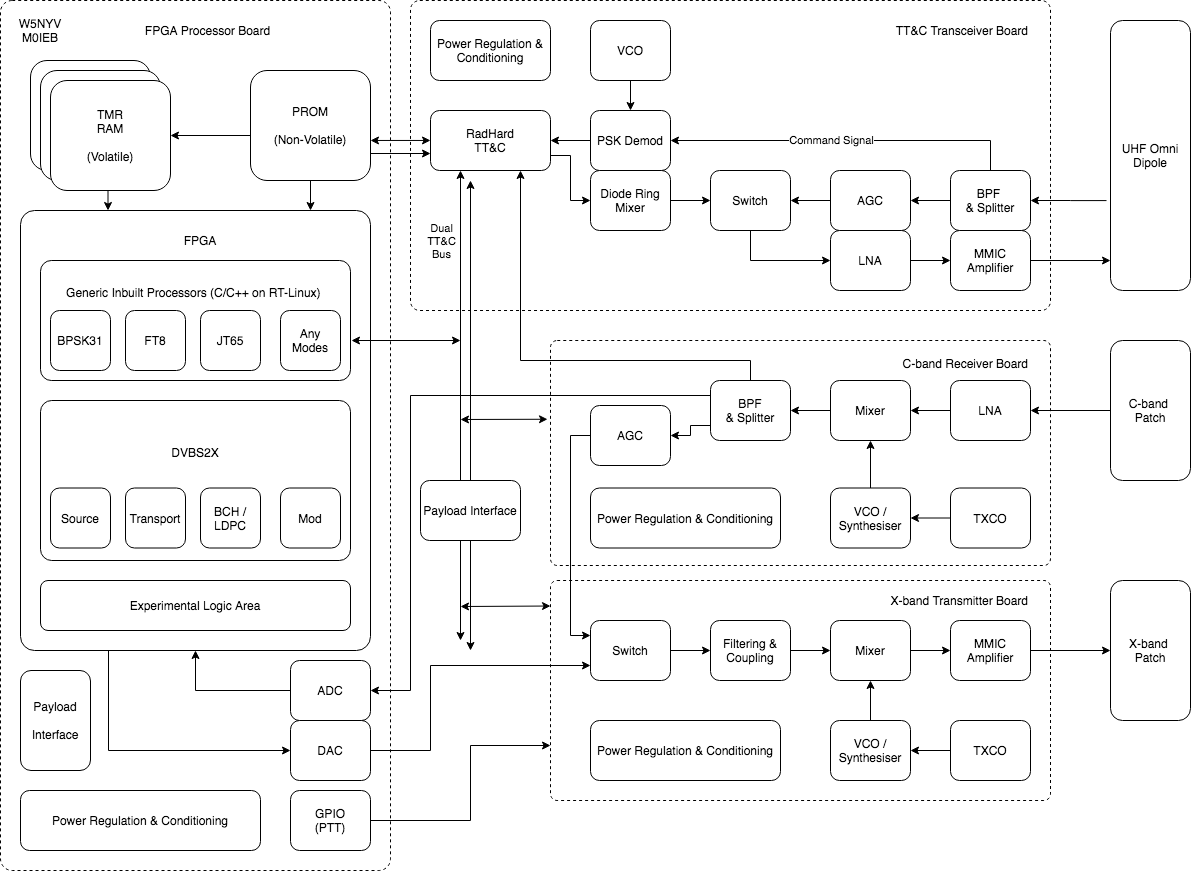 W5NYV
M0IEB
FPGA Processor Board
TMR
RAM
(Volatile)
PROM
(Non-Volatile)
FPGA
Generic Inbuilt Processors (C/C++ on RT-Linux)
BPSK31
FT8
JT65
Any
Modes
DVBS2X
Source
Transport
BCH /
LDPC
Mod
Experimental Logic Area
Payload
Interface
ADC
DAC
Power Regulation & Conditioning
GPIO
(PTT)
TT&C Transceiver Board
Power Regulation &
Conditioning
VCO
RadHard
TT&C
PSK Demod
Command Signal
Diode Ring
Mixer
Switch
AGC
BPF
& Splitter
LNA
MMIC
Amplifier
UHF Omni
Dipole
Dual
TT&C
Bus
Payload Interface
C-band Receiver Board
BPF
& Splitter
Mixer
LNA
AGC
Power Regulation & Conditioning
VCO /
Synthesiser
TXCO
C-band
Patch
X-band Transmitter Board
Switch
Filtering &
Coupling
Mixer
MMIC
Amplifier
Power Regulation & Conditioning
VCO /
Synthesiser
TXCO
X-band
Patch